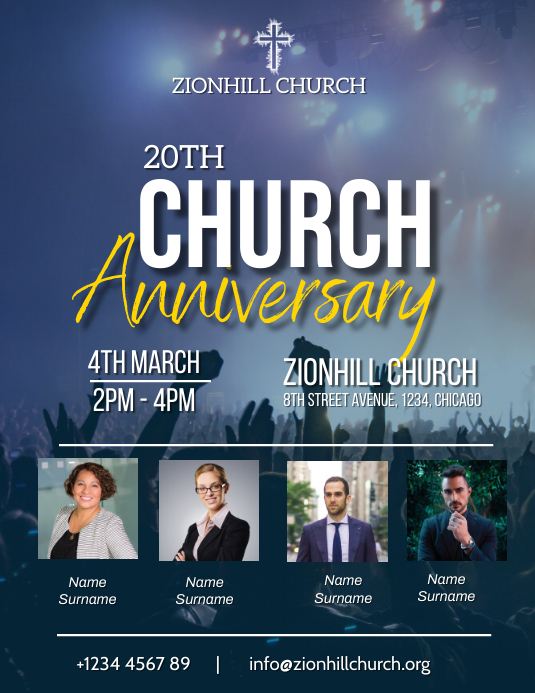 ZIONHILL CHURCH
20TH
CHURCH
Anniversary
4TH MARCH
2PM - 4PM
ZIONHILL CHURCH
8TH STREET AVENUE, 1234, CHICAGO
Name
Surname
Name
Surname
Name
Surname
Name
Surname
+1234 4567 89 | info@zionhillchurch.org